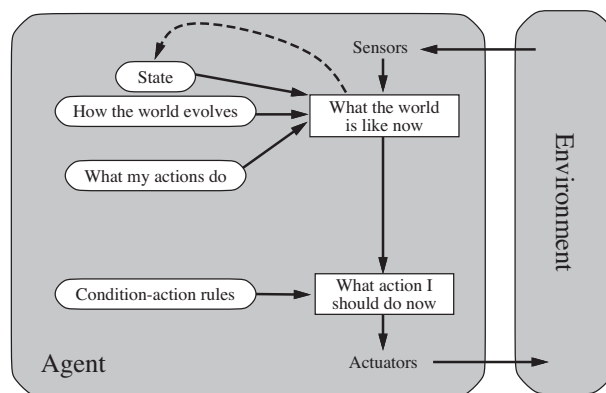 Sensors
State
How the world evolves
What the world
is like now
What my actions do
Condition-action rules
What action I
should do now
Agent
Actuators
Environment